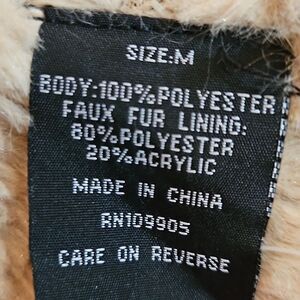 SIZE:M
BODY:100%POLYESTER
FAUX FUR LINING:
80%POLYESTER
20%ACRYLIC
MADE IN CHINA
RN109905
CARE ON REVERSE